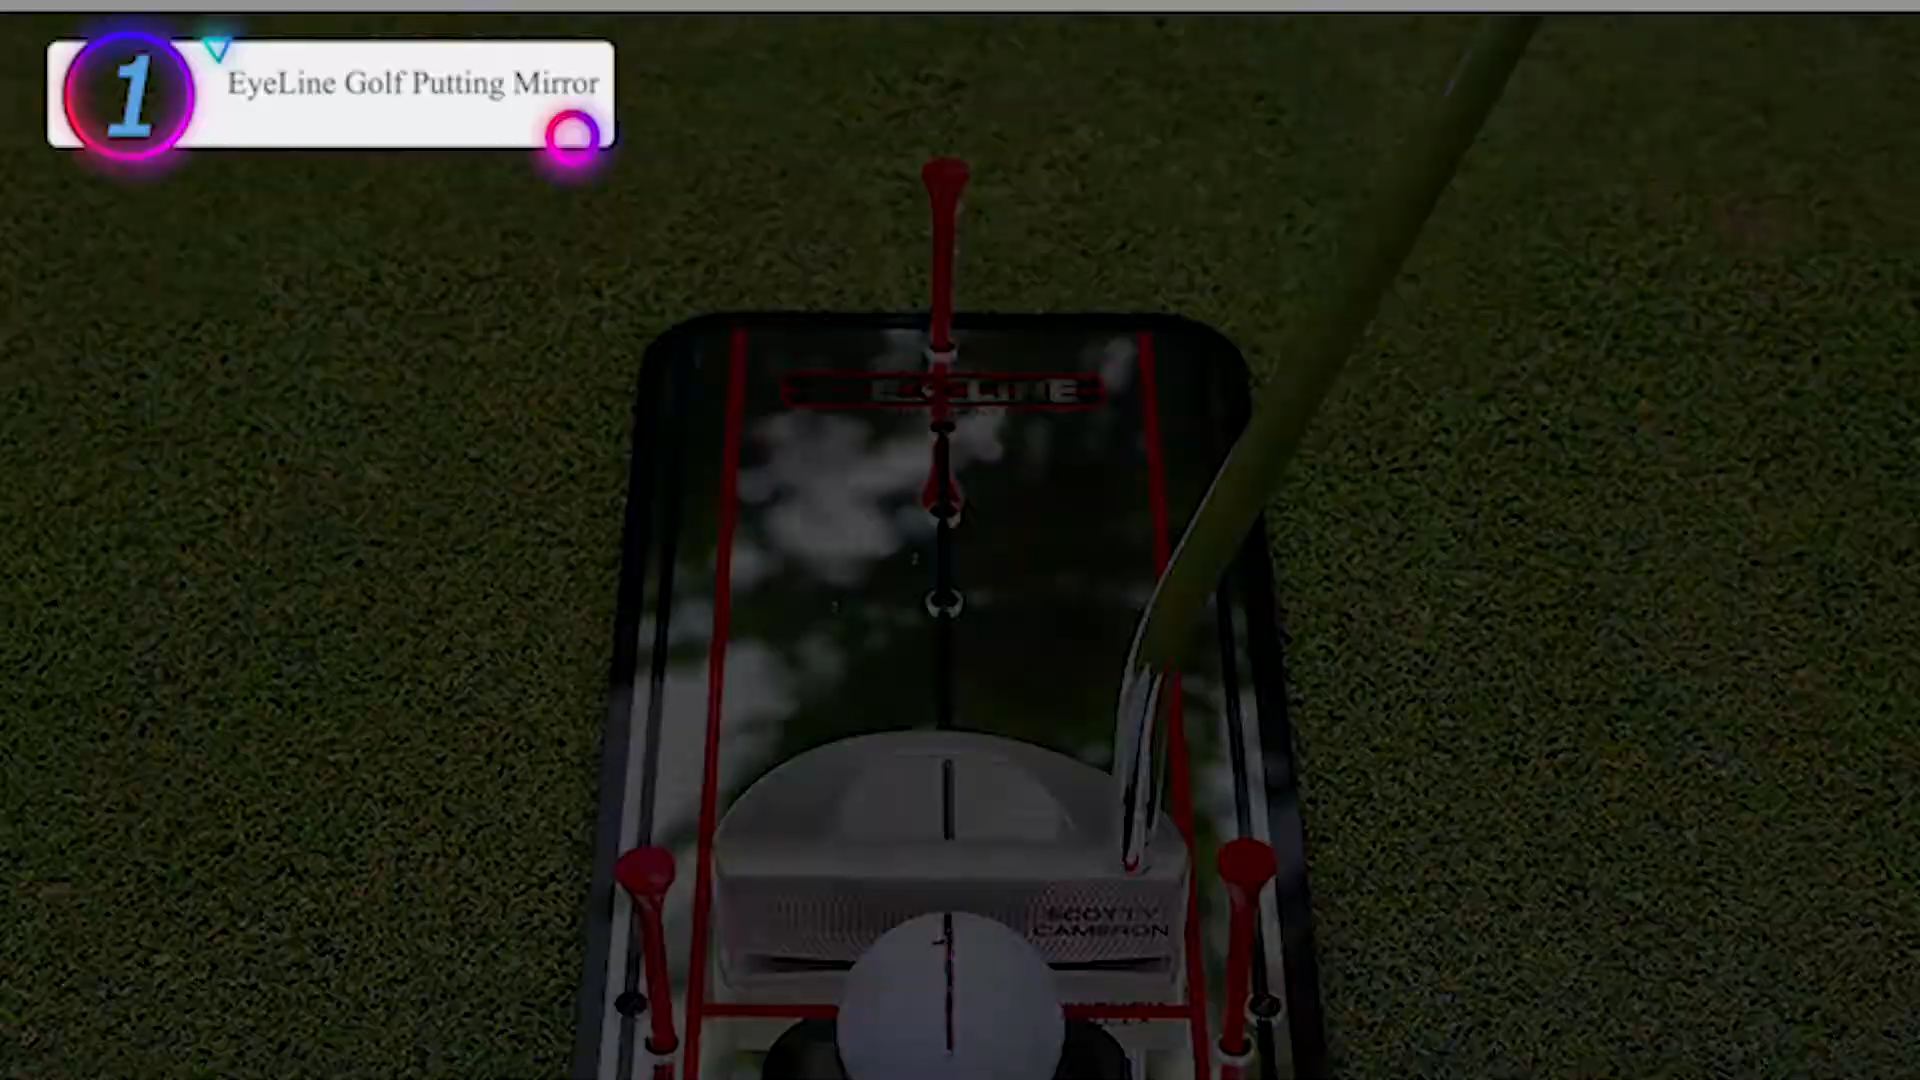 1
EyeLine Golf Putting Mirror
EYELINE
SCOTTY
CAMERON